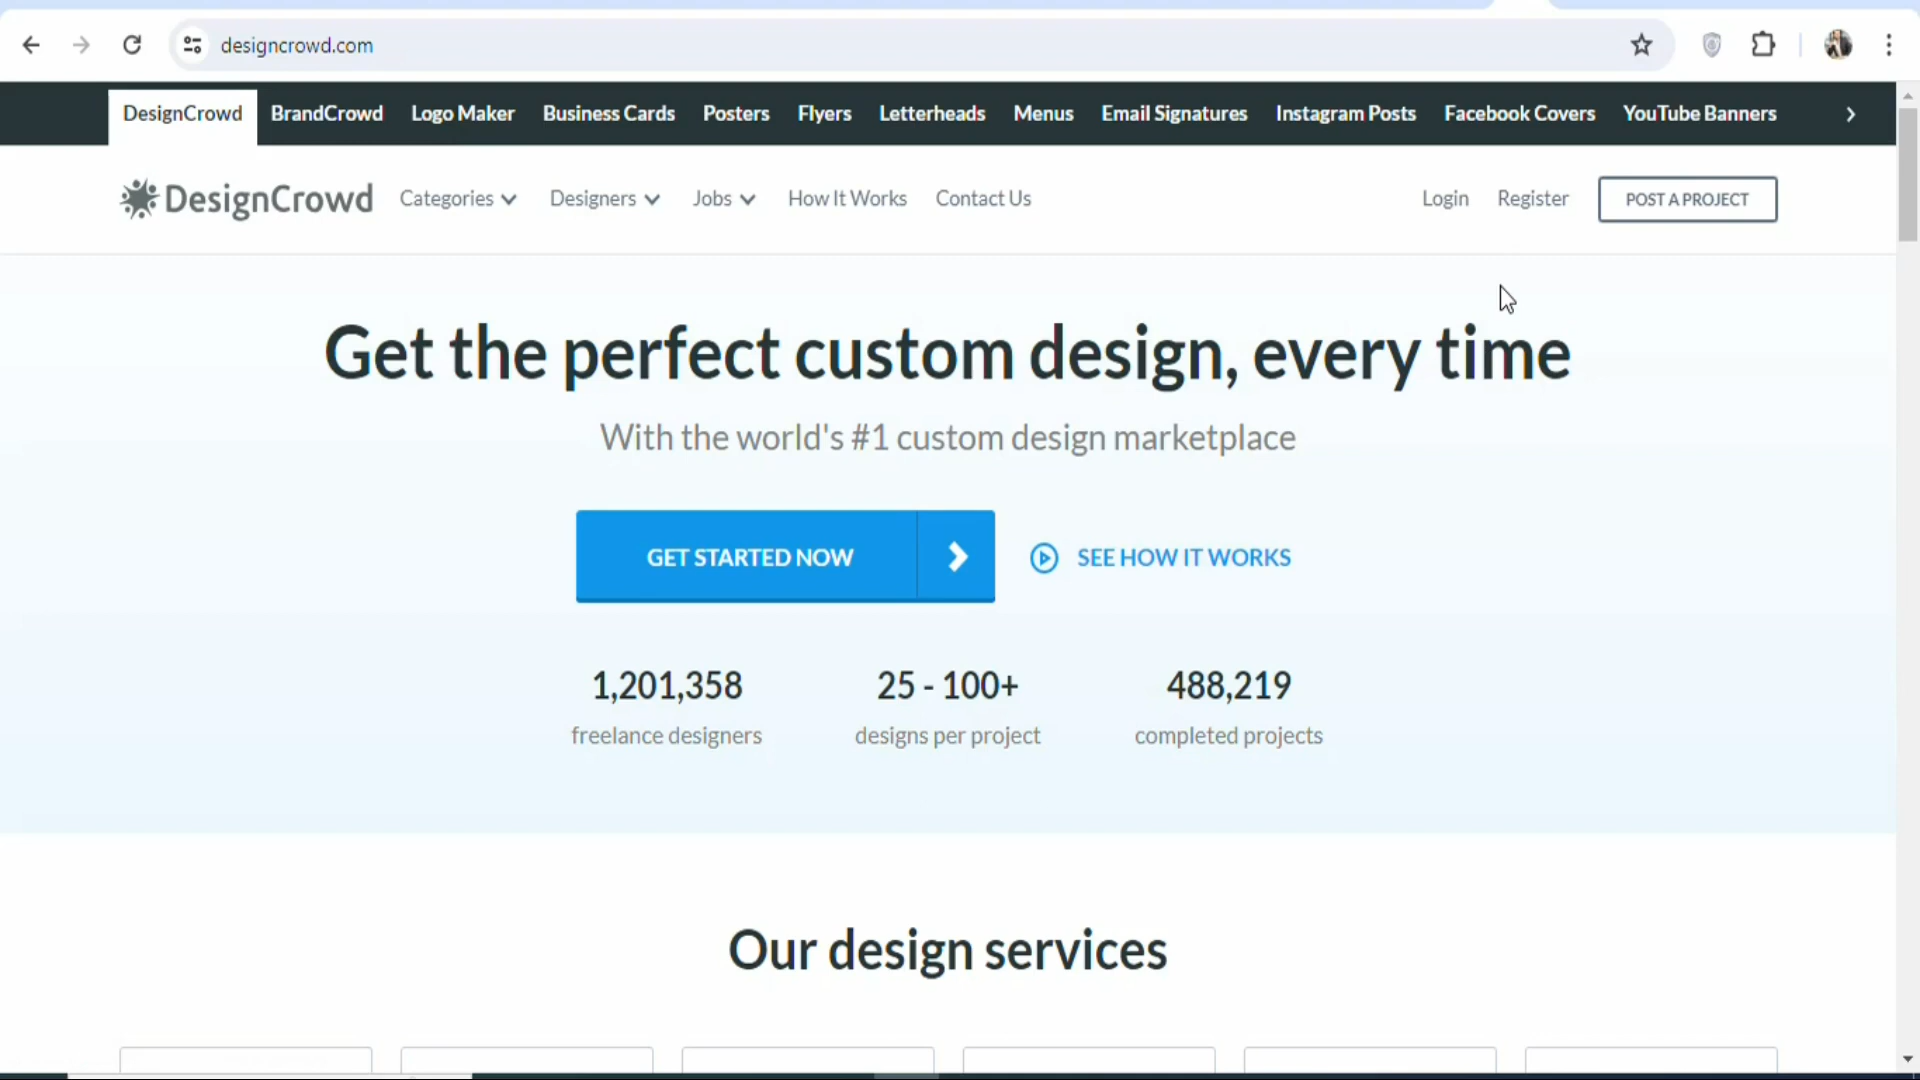 designcrowd.com
DesignCrowd BrandCrowd Logo Maker Business Cards Posters Flyers Letterheads Menus Email Signatures Instagram Posts Facebook Covers YouTube Banners
DesignCrowd Categories Designers Jobs How It Works Contact Us Login Register POST A PROJECT
Get the perfect custom design, every time
With the world's #1 custom design marketplace
GET STARTED NOW SEE HOW IT WORKS
1,201,358 25 - 100+ 488,219
freelance designers designs per project completed projects
Our design services